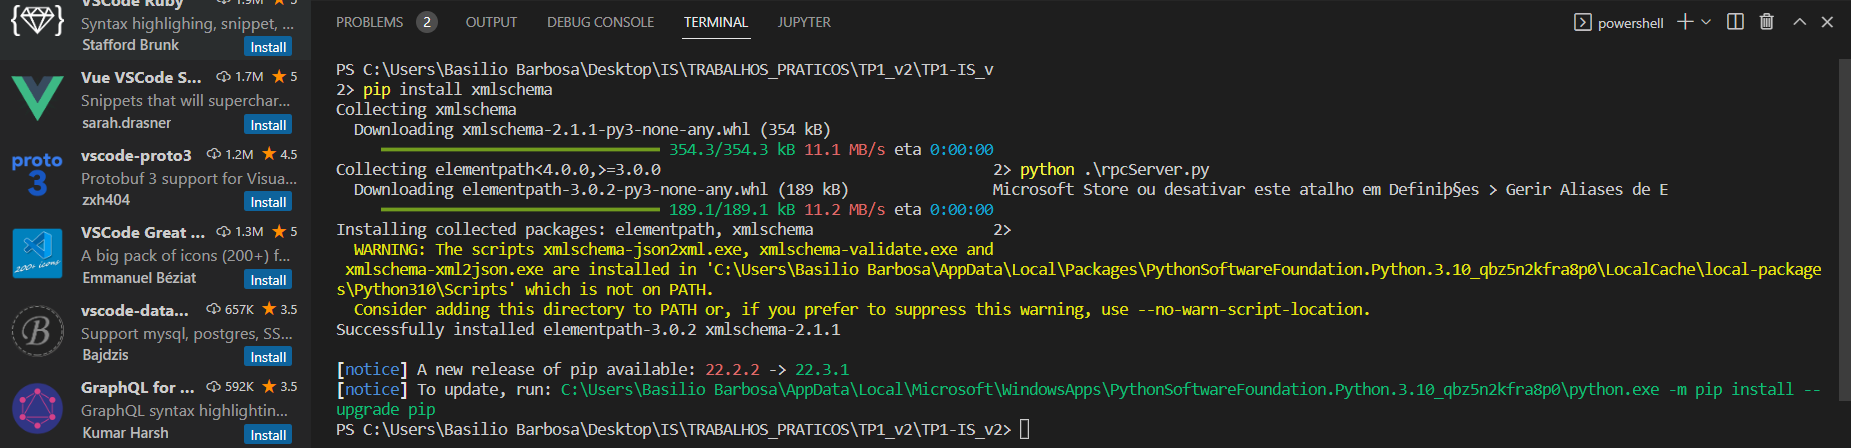 VSCode Ruby 1.9M 5
Syntax highlighing, snippet, ...
Stafford Brunk Install
Vue VSCode S... 1.7M 5
Snippets that will superchar...
sarah.drasner Install
vscode-proto3 1.2M 4.5
proto 3
Protobuf 3 support for Visua...
zxh404 Install
VSCode Great ... 1.3M 5
200+ icons
A big pack of icons (200+) f...
Emmanuel Béziat Install
vscode-data... 657K 3.5
B
Support mysql, postgres, SS...
Bajdzis Install
GraphQL for ... 592K 3.5
GraphQL syntax highlightin...
Kumar Harsh Install
PROBLEMS 2 OUTPUT DEBUG CONSOLE TERMINAL JUPYTER powershell
PS C:\Users\Basilio Barbosa\Desktop\IS\TRABALHOS_PRATICOS\TP1_v2\TP1-IS_v
2> pip install xmlschema
Collecting xmlschema
Downloading xmlschema-2.1.1-py3-none-any.whl (354 kB)
354.3/354.3 kB 11.1 MB/s eta 0:00:00
Collecting elementpath<4.0.0,>=3.0.0 2> python .\rpcServer.py
Downloading elementpath-3.0.2-py3-none-any.whl (189 kB) Microsoft Store ou desativar este atalho em Definiþ§es > Gerir Aliases de E
189.1/189.1 kB 11.2 MB/s eta 0:00:00
Installing collected packages: elementpath, xmlschema 2>
WARNING: The scripts xmlschema-json2xml.exe, xmlschema-validate.exe and
xmlschema-xml2json.exe are installed in 'C:\Users\Basilio Barbosa\AppData\Local\Packages\PythonSoftwareFoundation.Python.3.10_qbz5n2kfra8p0\LocalCache\local-package
s\Python310\Scripts' which is not on PATH.
Consider adding this directory to PATH or, if you prefer to suppress this warning, use --no-warn-script-location.
Successfully installed elementpath-3.0.2 xmlschema-2.1.1
[notice] A new release of pip available: 22.2.2 -> 22.3.1
[notice] To update, run: C:\Users\Basilio Barbosa\AppData\Local\Microsoft\WindowsApps\PythonSoftwareFoundation.Python.3.10_qbz5n2kfra8p0\python.exe -m pip install --
upgrade pip
PS C:\Users\Basilio Barbosa\Desktop\IS\TRABALHOS_PRATICOS\TP1_v2\TP1-IS_v2>